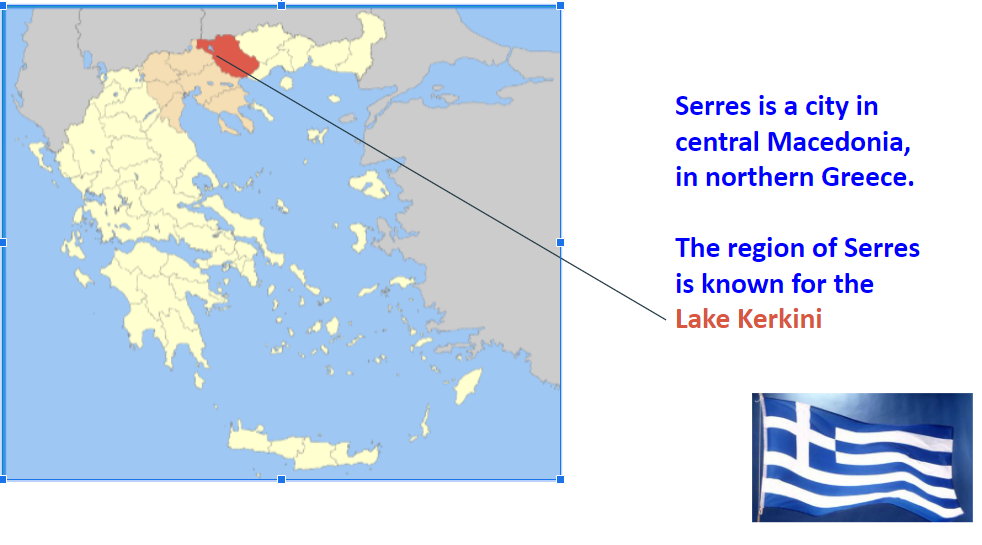 Serres is a city in
central Macedonia,
in northern Greece.
The region of Serres
is known for the
Lake Kerkini